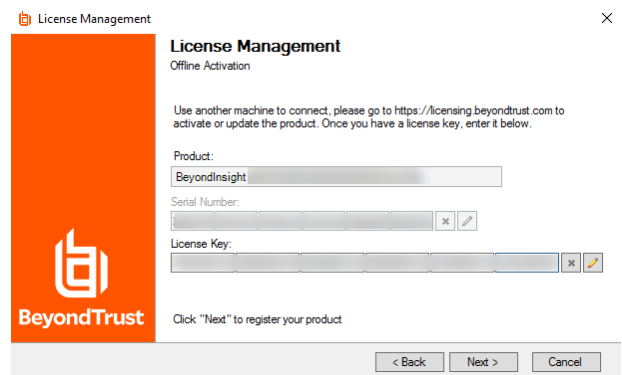 License Management
License Management
Offline Activation
Use another machine to connect, please go to https://licensing.beyondtrust.com to
activate or update the product. Once you have a license key, enter it below.
Product:
BeyondInsight
Serial Number:
License Key:
BeyondTrust
Click "Next" to register your product
< Back
Next >
Cancel